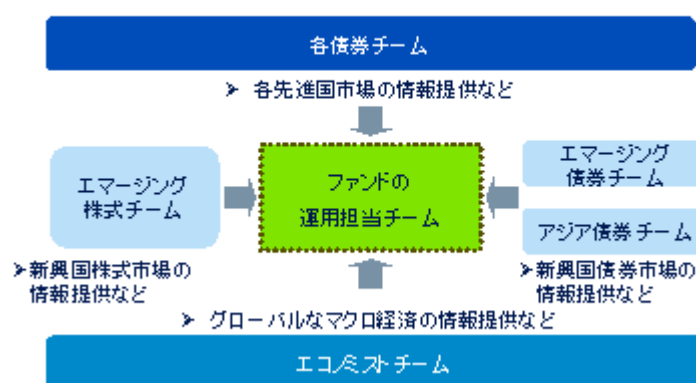 各債券チーム
➢ 各先進国市場の情報提供など
エマージング
株式チーム
ファンドの
運用担当チーム
エマージング
債券チーム
アジア債券チーム
➢新興国株式市場の
情報提供など
➢新興国債券市場の
情報提供など
➢ グローバルなマクロ経済の情報提供など
エコノミストチーム